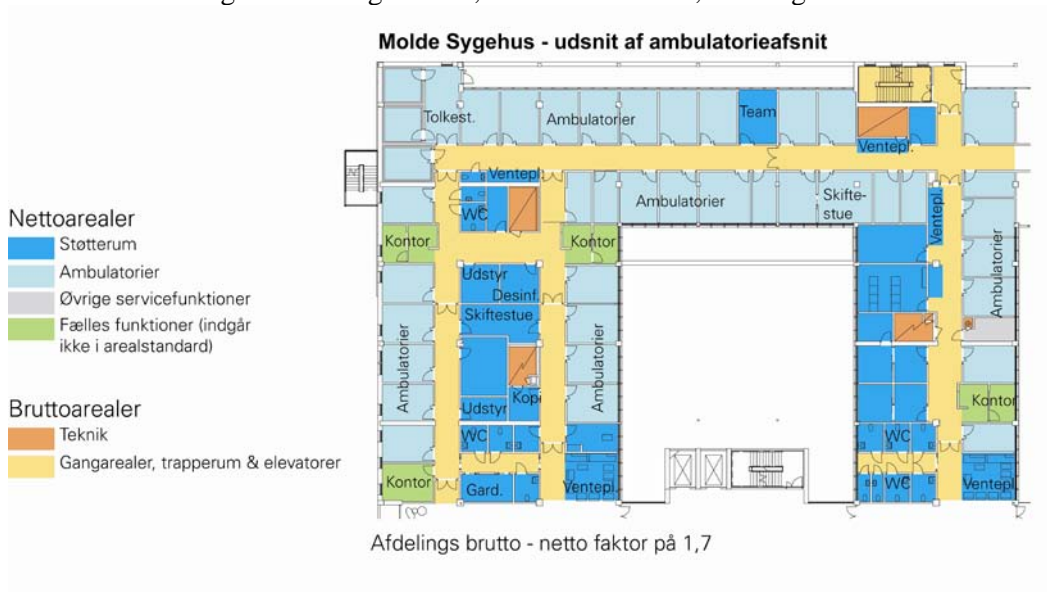 Molde Sygehus - udsnit af ambulatorieafsnit
Nettoarealer
Støtterum
Ambulatorier
Øvrige servicefunktioner
Fælles funktioner (indgår
ikke i arealstandard)
Bruttoarealer
Teknik
Gangarealer, trapperum & elevatorer
Tolkest.
Ambulatorier
Team
Ventepl.
Ventepl.
WC
Ambulatorier
Skifte-
stue
Ventepl.
Kontor
Kontor
Ambulatorier
Udstyr
Desinf.
Skiftestue
Ambulatorier
Ambulatorier
Kopi
Udstyr
Kontor
WC
WC
Kontor
Gard.
Ventepl.
WC
Ventepl.
Afdelings brutto - netto faktor på 1,7